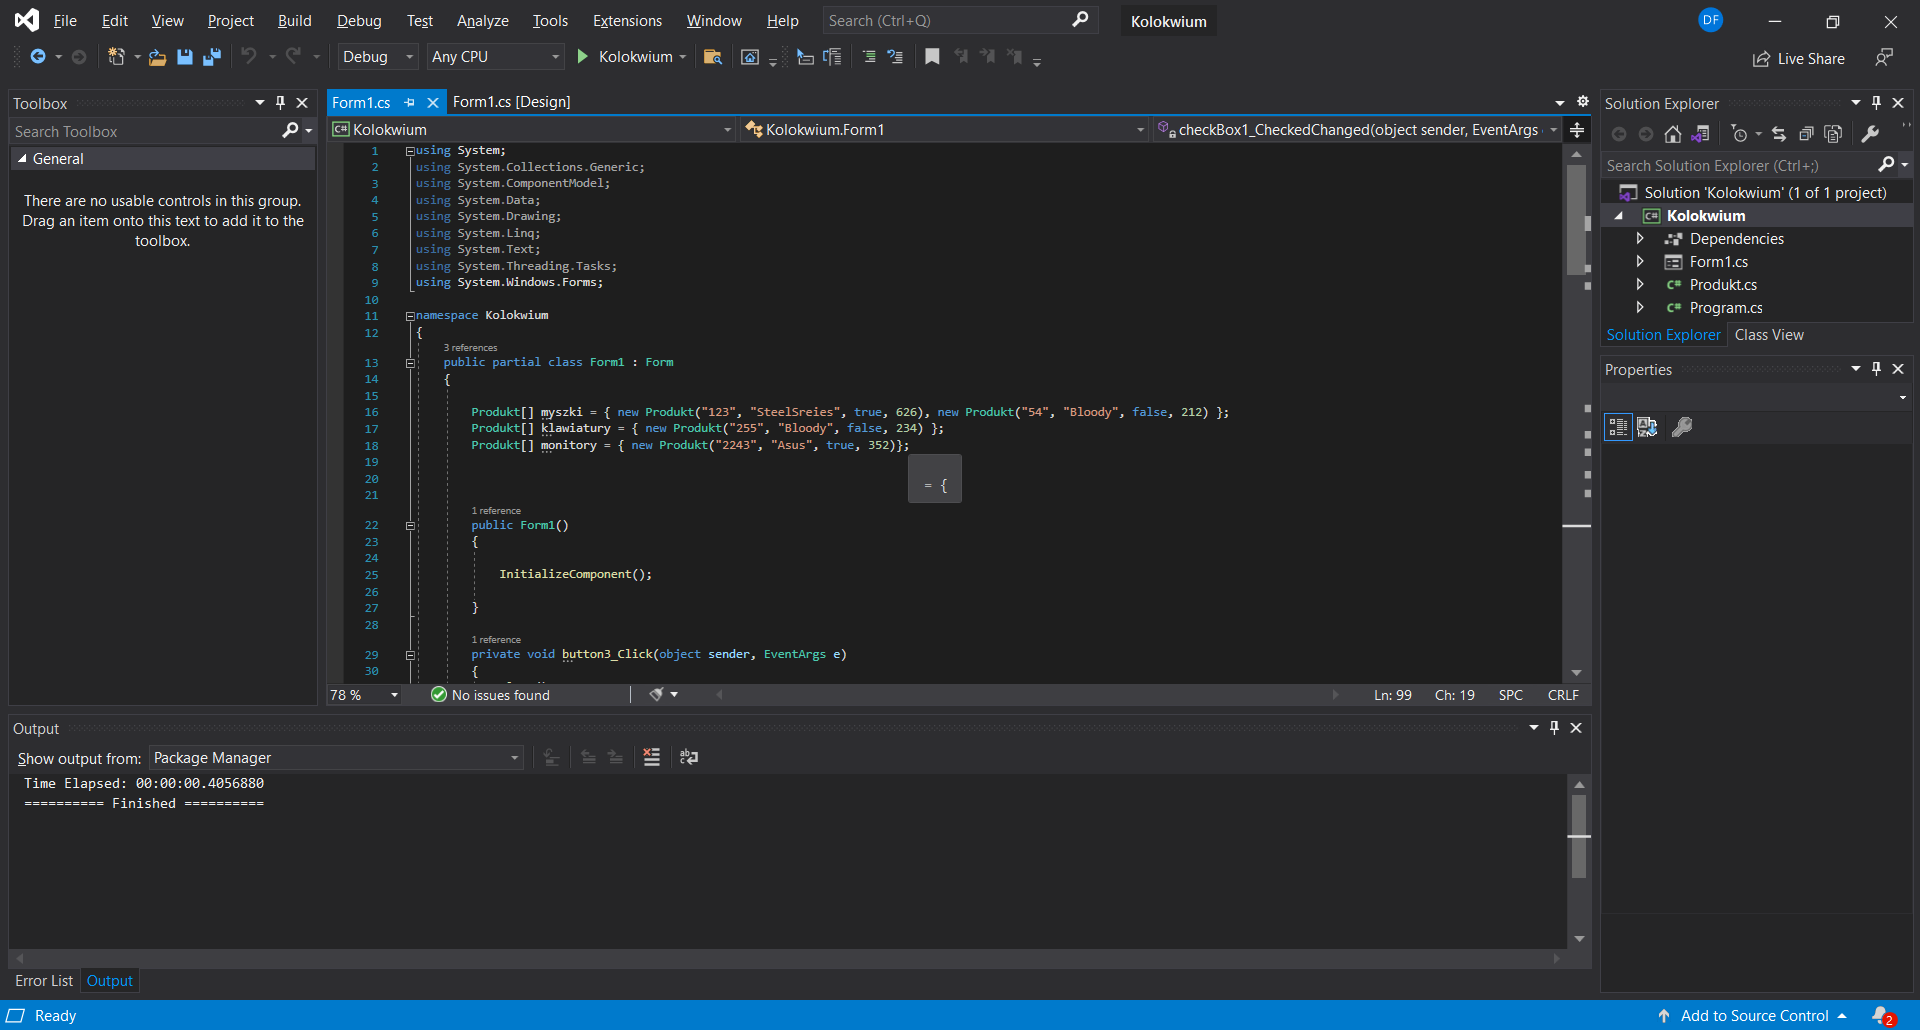 File Edit View Project Build Debug Test Analyze Tools Extensions Window Help Search (Ctrl+Q) Kolokwium DF
Debug Any CPU Kolokwium Live Share
Toolbox
Search Toolbox
General
There are no usable controls in this group.
Drag an item onto this text to add it to the
toolbox.
Form1.cs Form1.cs [Design]
C# Kolokwium Kolokwium.Form1 checkBox1_CheckedChanged(object sender, EventArgs
1 using System;
2 using System.Collections.Generic;
3 using System.ComponentModel;
4 using System.Data;
5 using System.Drawing;
6 using System.Linq;
7 using System.Text;
8 using System.Threading.Tasks;
9 using System.Windows.Forms;
10
11 namespace Kolokwium
12 {
3 references
13 public partial class Form1 : Form
14 {
15
16 Produkt[] myszki = { new Produkt("123", "SteelSreies", true, 626), new Produkt("54", "Bloody", false, 212) };
17 Produkt[] klawiatury = { new Produkt("255", "Bloody", false, 234) };
18 Produkt[] monitory = { new Produkt("2243", "Asus", true, 352)};
19
= {
20
21
1 reference
22 public Form1()
23 {
24
25 InitializeComponent();
26
27 }
28
1 reference
29 private void button3_Click(object sender, EventArgs e)
30 {
78 % No issues found Ln: 99 Ch: 19 SPC CRLF
Output
Show output from: Package Manager
Time Elapsed: 00:00:00.4056880
========== Finished ==========
Error List Output
Solution Explorer
Search Solution Explorer (Ctrl+;)
Solution 'Kolokwium' (1 of 1 project)
C# Kolokwium
Dependencies
Form1.cs
C# Produkt.cs
C# Program.cs
Solution Explorer Class View
Properties
Ready Add to Source Control 2